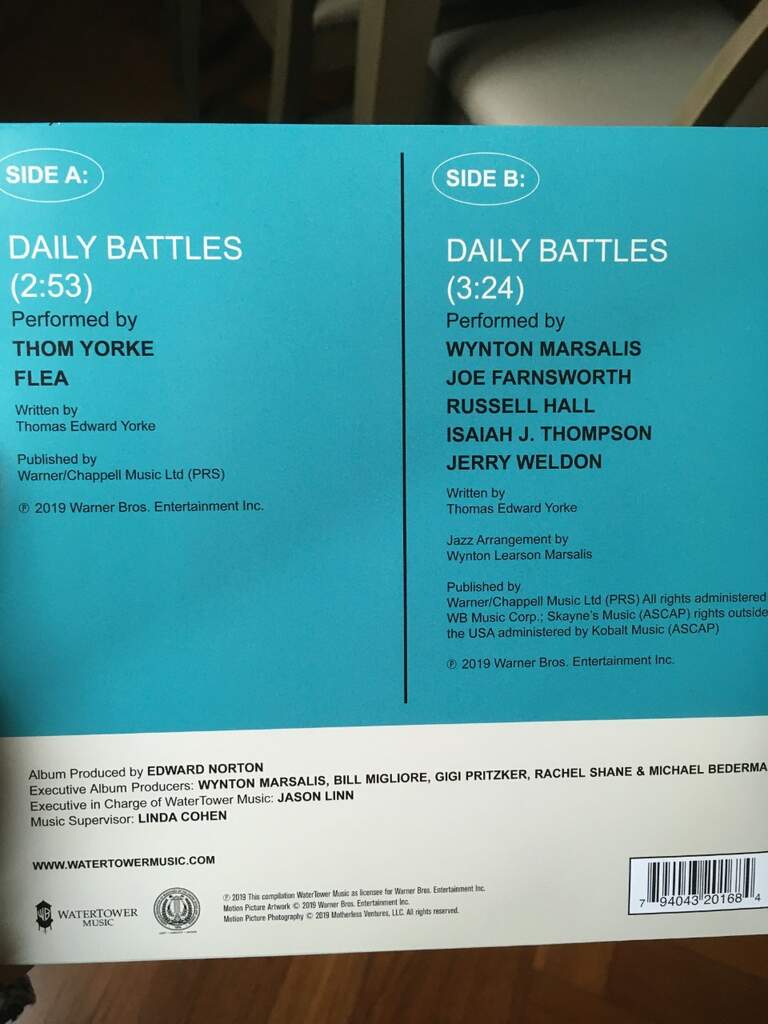 SIDE A:
DAILY BATTLES
(2:53)
Performed by
THOM YORKE
FLEA
Written by
Thomas Edward Yorke
Published by
Warner/Chappell Music Ltd (PRS)
℗ 2019 Warner Bros. Entertainment Inc.
SIDE B:
DAILY BATTLES
(3:24)
Performed by
WYNTON MARSALIS
JOE FARNSWORTH
RUSSELL HALL
ISAIAH J. THOMPSON
JERRY WELDON
Written by
Thomas Edward Yorke
Jazz Arrangement by
Wynton Learson Marsalis
Published by
Warner/Chappell Music Ltd (PRS) All rights administered
WB Music Corp.; Skayne's Music (ASCAP) rights outside
the USA administered by Kobalt Music (ASCAP)
℗ 2019 Warner Bros. Entertainment Inc.
Album Produced by EDWARD NORTON
Executive Album Producers: WYNTON MARSALIS, BILL MIGLIORE, GIGI PRITZKER, RACHEL SHANE & MICHAEL BEDERMA
Executive in Charge of WaterTower Music: JASON LINN
Music Supervisor: LINDA COHEN
WWW.WATERTOWERMUSIC.COM
WATERTOWER
MUSIC
℗ 2019 This compilation WaterTower Music as licensee for Warner Bros. Entertainment Inc.
Motion Picture Artwork © 2019 Warner Bros. Entertainment Inc.
Motion Picture Photography © 2019 Motherless Ventures, LLC. All rights reserved.
7 94043 20168 4